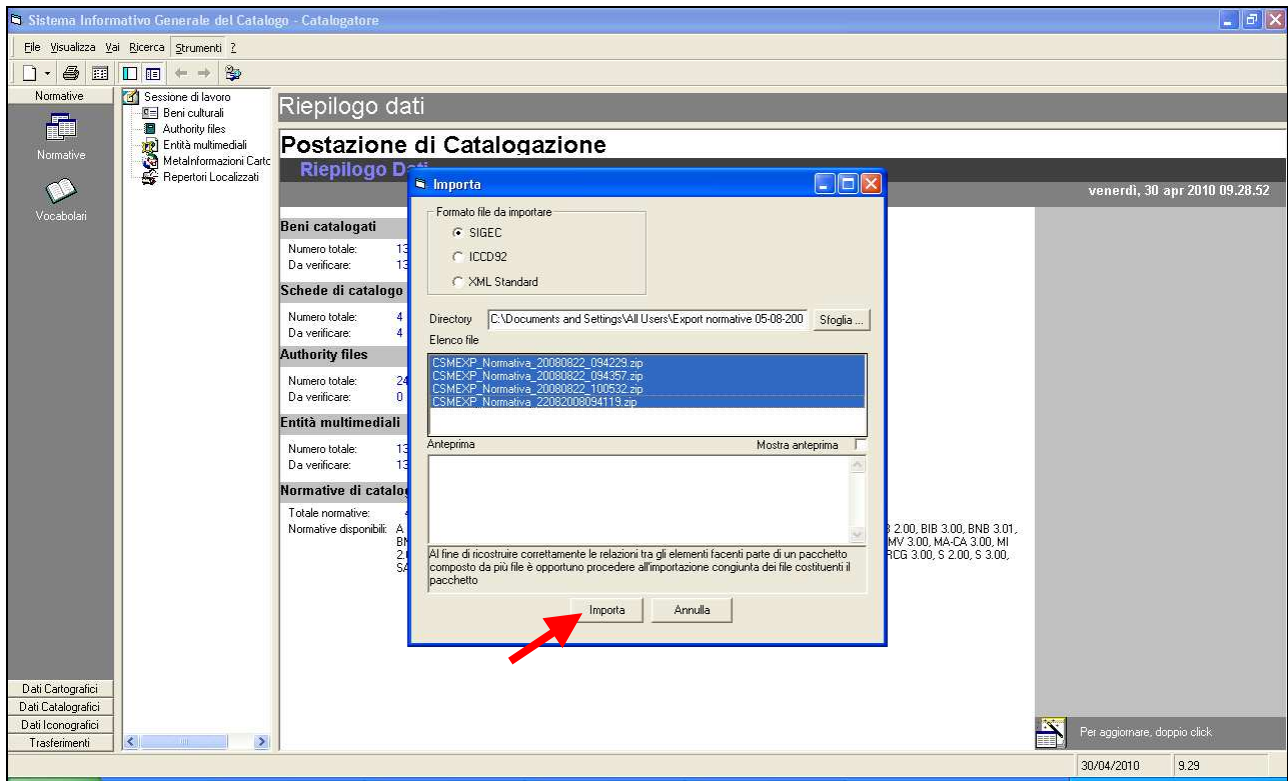 Sistema Informativo Generale del Catalogo - Catalogatore
File Visualizza Vai Ricerca Strumenti ?
Normative
Normative
Vocabolari
Dati Cartografici
Dati Catalografici
Dati Iconografici
Trasferimenti
Sessione di lavoro
Beni culturali
Authority files
Entità multimediali
MetaInformazioni Carto
Repertori Localizzati
Riepilogo dati
Postazione di Catalogazione
Riepilogo Dati
venerdì, 30 apr 2010 09.28.52
Beni catalogati
Numero totale: 13
Da verificare: 13
Schede di catalogo
Numero totale: 4
Da verificare: 4
Authority files
Numero totale: 24
Da verificare: 0
Entità multimediali
Numero totale: 13
Da verificare: 13
Normative di catalog
Totale normative:
Normative disponibili: A
2.00, BIB 3.00, BNB 3.01,
MV 3.00, MA-CA 3.00, MI
RCG 3.00, S 2.00, S 3.00,
SA
Importa
Formato file da importare
SIGEC
ICCD92
XML Standard
Directory C:\Documents and Settings\All Users\Export normative 05-08-200 Sfoglia ...
Elenco file
CSMEXP_Normativa_20080822_094229.zip
CSMEXP_Normativa_20080822_094357.zip
CSMEXP_Normativa_20080822_100532.zip
CSMEXP_Normativa_22082008094119.zip
Anteprima Mostra anteprima
Al fine di ricostruire correttamente le relazioni tra gli elementi facenti parte di un pacchetto
composto da più file è opportuno procedere all'importazione congiunta dei file costituenti il
pacchetto
Importa Annulla
Per aggiornare, doppio click
30/04/2010 9.29